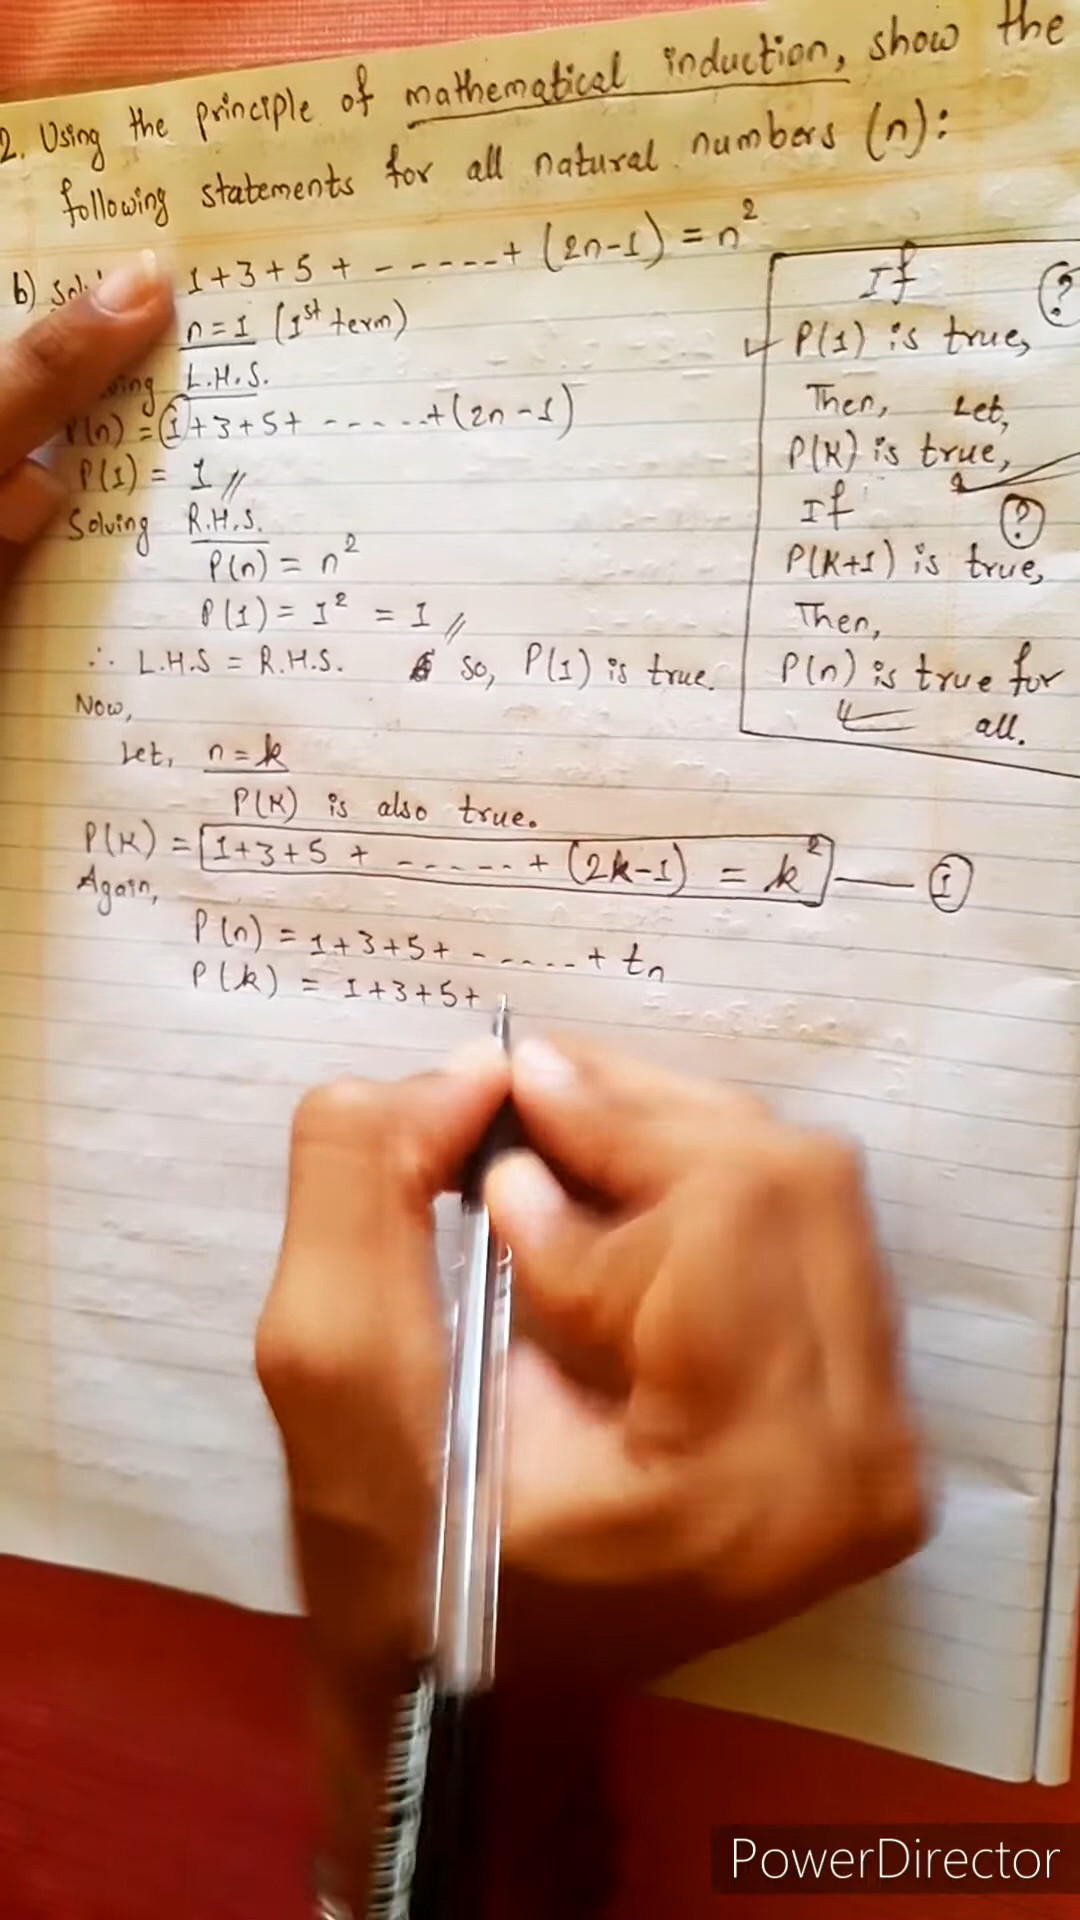 2. Using the principle of mathematical induction, show the
following statements for all natural numbers (n):
b) 1+3+5+------+(2n-1)=n²
n=1 (1st term)
L.H.S.
P(n) = 1+3+5+-----+(2n-1)
P(1) = 1 //
Solving R.H.S.
P(n) = n²
P(1) = 1² = 1 //
∴ L.H.S = R.H.S. So, P(1) is true.
Now,
Let, n=k
P(k) is also true.
P(k) = 1+3+5+------+(2k-1) = k² — 1
Again,
P(n) = 1+3+5+------+tn
P(k) = 1+3+5+
If ?
P(1) is true,
Then, Let,
P(k) is true,
If ?
P(k+1) is true,
Then,
P(n) is true for
all.
PowerDirector